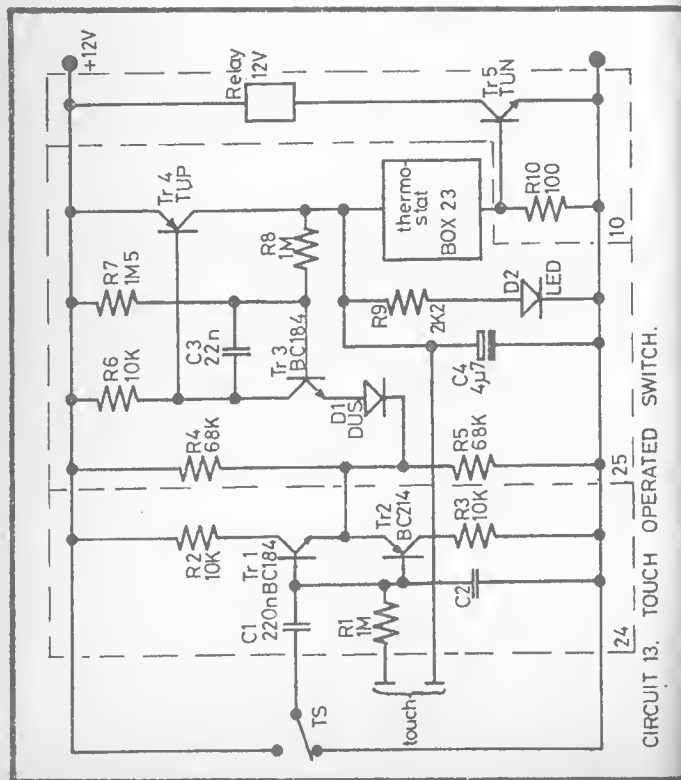 +12V
Relay
12V
Tr5
TUN
Tr 4
TUP
thermo-
stat
BOX 23
R10
100
10
R7
1M5
R8
1M
R6
10K
C3
22n
Tr 3
BC184
R9
2K2
D2
LED
C4
4µ7
D1
DUS
R4
68K
R5
68K
25
R2
10K
Tr 1
BC184
Tr2
BC214
R3
10K
C1
220n
R1
1M
C2
24
TS
touch
CIRCUIT 13. TOUCH OPERATED SWITCH.